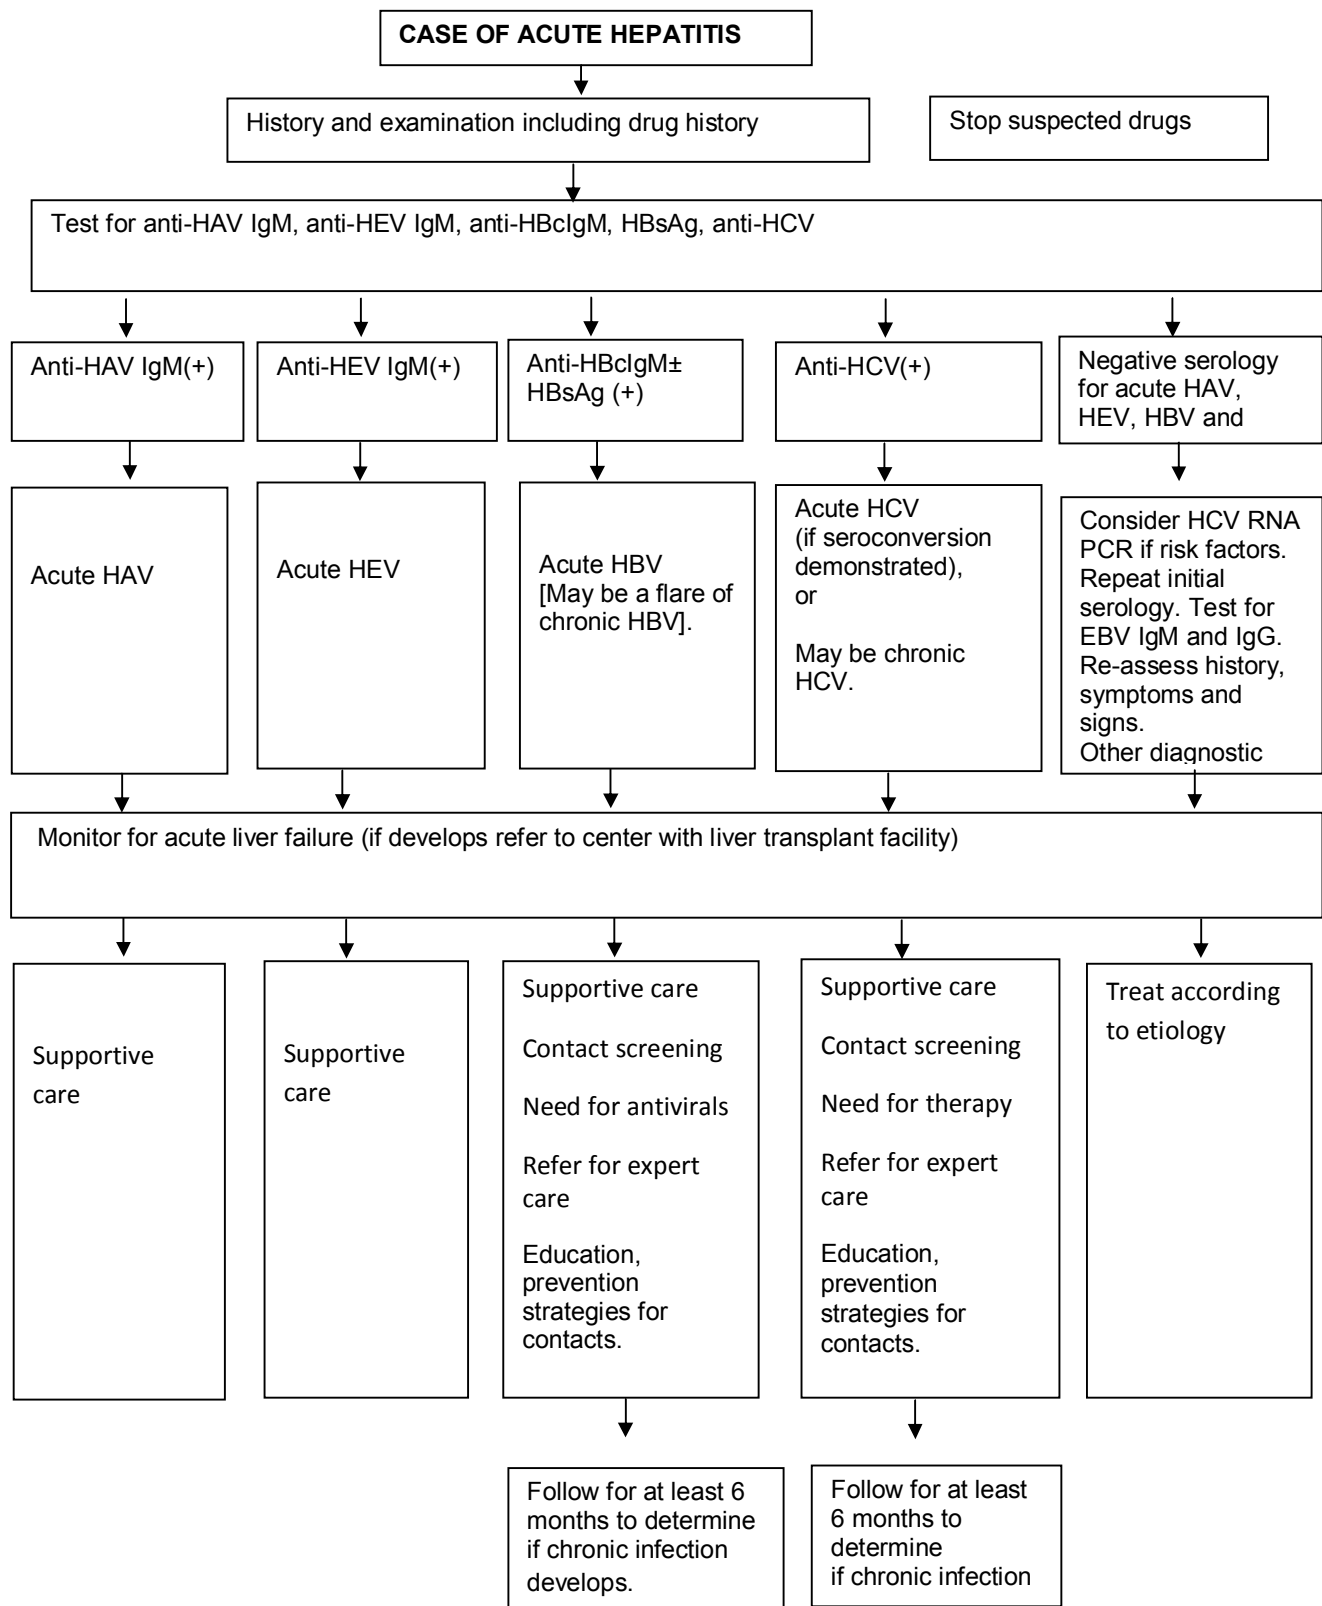 CASE OF ACUTE HEPATITIS
History and examination including drug history
Stop suspected drugs
Test for anti-HAV IgM, anti-HEV IgM, anti-HBcIgM, HBsAg, anti-HCV
Anti-HAV IgM(+)
Anti-HEV IgM(+)
Anti-HBcIgM±
HBsAg (+)
Anti-HCV(+)
Negative serology
for acute HAV,
HEV, HBV and
Acute HAV
Acute HEV
Acute HBV
[May be a flare of
chronic HBV].
Acute HCV
(if seroconversion
demonstrated),
or
May be chronic
HCV.
Consider HCV RNA
PCR if risk factors.
Repeat initial
serology. Test for
EBV IgM and IgG.
Re-assess history,
symptoms and
signs.
Other diagnostic
Monitor for acute liver failure (if develops refer to center with liver transplant facility)
Supportive
care
Supportive
care
Supportive care
Contact screening
Need for antivirals
Refer for expert
care
Education,
prevention
strategies for
contacts.
Supportive care
Contact screening
Need for therapy
Refer for expert
care
Education,
prevention
strategies for
contacts.
Treat according
to etiology
Follow for at least 6
months to determine
if chronic infection
develops.
Follow for at least
6 months to
determine
if chronic infection